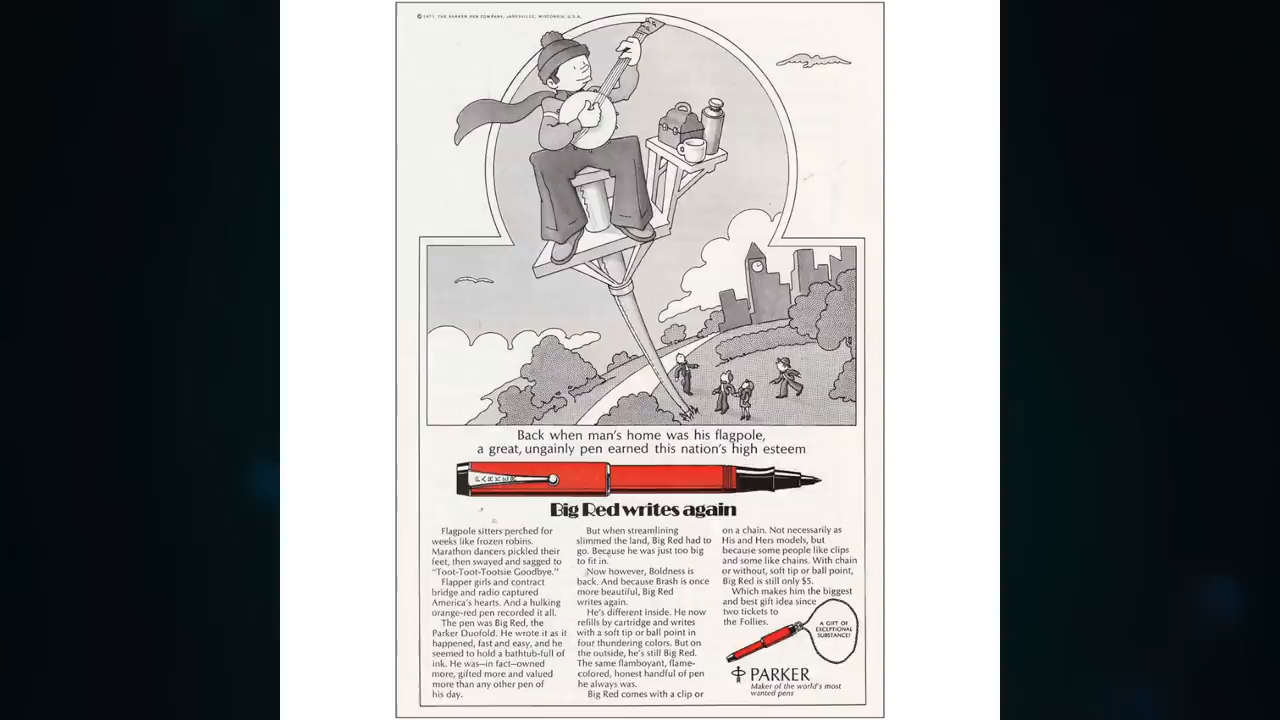 © 1971, THE PARKER PEN COMPANY, JANESVILLE, WISCONSIN, U.S.A.
Back when man's home was his flagpole,
a great, ungainly pen earned this nation's high esteem
PARKER
Big Red writes again
Flagpole sitters perched for
weeks like frozen robins.
Marathon dancers pickled their
feet, then swayed and sagged to
"Toot-Toot-Tootsie Goodbye."
Flapper girls and contract
bridge and radio captured
America's hearts. And a hulking
orange-red pen recorded it all.
The pen was Big Red, the
Parker Duofold. He wrote it as it
happened, fast and easy, and he
seemed to hold a bathtub-full of
ink. He was—in fact—owned
more, gifted more and valued
more than any other pen of
his day.
But when streamlining
slimmed the land, Big Red had to
go. Because he was just too big
to fit in.
Now however, Boldness is
back. And because Brash is once
more beautiful, Big Red
writes again.
He's different inside. He now
refills by cartridge and writes
with a soft tip or ball point in
four thundering colors. But on
the outside, he's still Big Red.
The same flamboyant, flame-
colored, honest handful of pen
he always was.
Big Red comes with a clip or
on a chain. Not necessarily as
His and Hers models, but
because some people like clips
and some like chains. With chain
or without, soft tip or ball point,
Big Red is still only $5.
Which makes him the biggest
and best gift idea since
two tickets to
the Follies.
A GIFT OF
EXCEPTIONAL
SUBSTANCE!
PARKER
Maker of the world's most
wanted pens